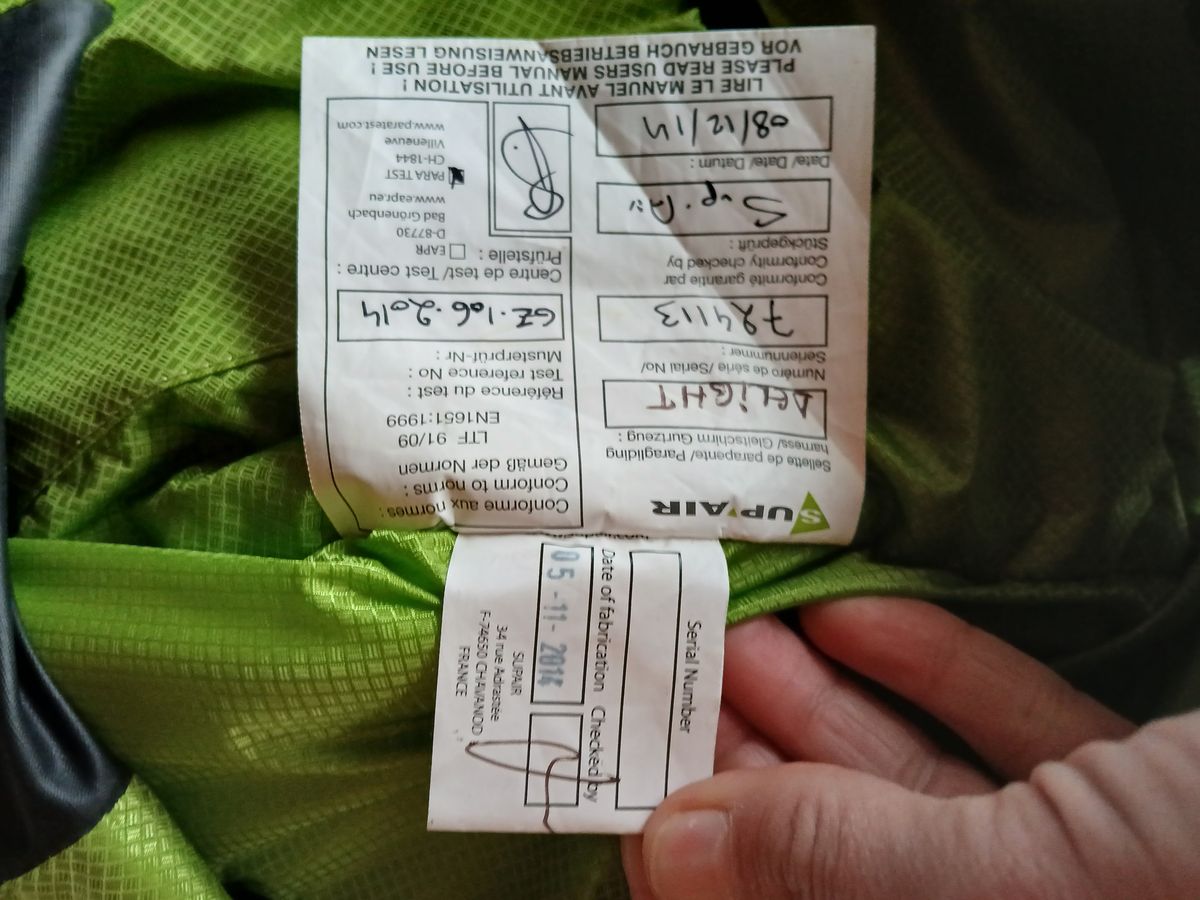 SUP'AIR
Sellette de parapente/ Paragliding
harness/ Gleitschirm Gurtzeug :
DELIGHT
Numéro de série /Serial No/
Seriennummer :
724113
Conformité garantie par
Conformity checked by
Stückgeprüft :
Sup'Air
Date/ Date/ Datum :
08/12/14
Conforme aux normes :
Conform to norms :
Gemäß der Normen
LTF 91/09
EN1651:1999
Référence du test :
Test reference No :
Musterprüf-Nr :
GZ.106.2014
Centre de test/ Test centre :
Prüfstelle :
EAPR
D-87730
Bad Grönenbach
www.eapr.eu
PARA TEST
CH-1844
Villeneuve
www.paratest.com
LIRE LE MANUEL AVANT UTILISATION !
PLEASE READ USERS MANUAL BEFORE USE !
VOR GEBRAUCH BETRIEBSANWEISUNG LESEN
Serial Number
Date of fabrication Checked by
05 -11- 2014
SUPAIR
34 rue Adrastée
F-74650 CHAVANOD
FRANCE